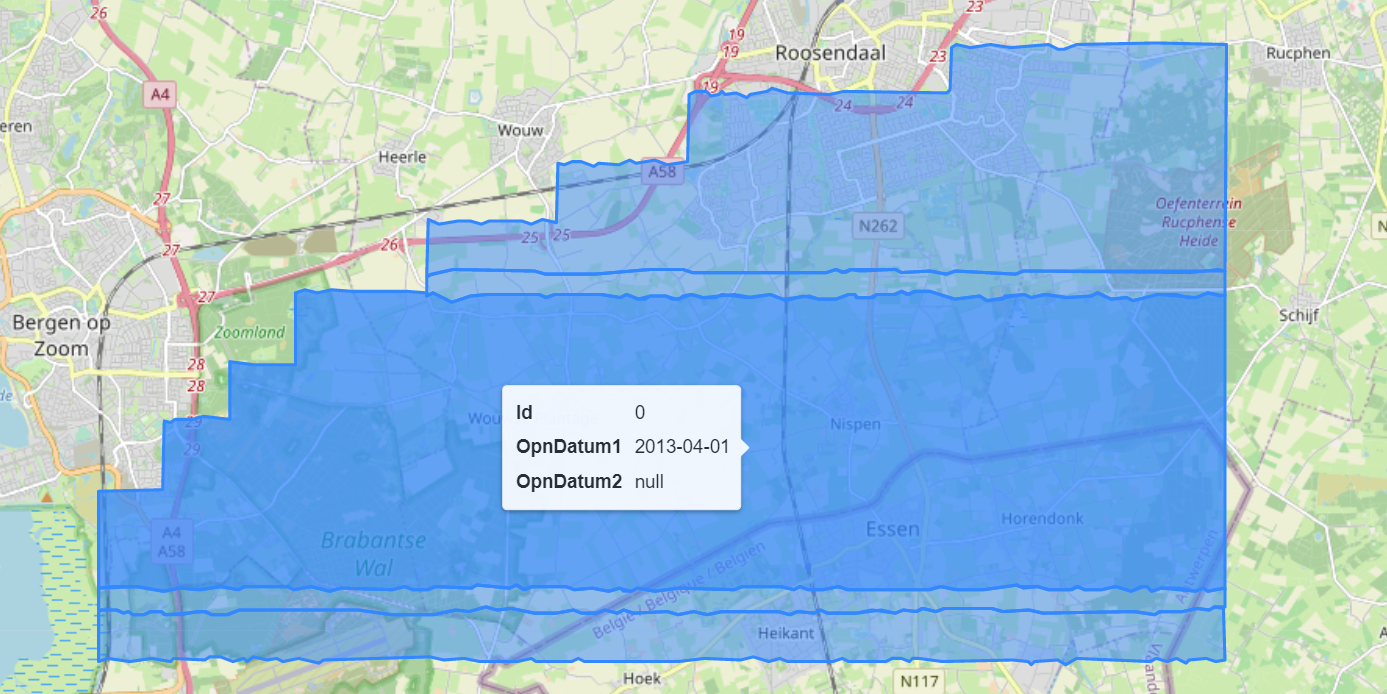 26
23
19
19
Roosendaal
23
Rucphen
A4
19
24
24
eren
Wouw
Heerle
A58
27
Oefenterrein
Rucphense
Heide
N262
25
25
26
27
27
Bergen op
Zoom
Zoomland
Schijf
28
28
Id 0
OpnDatum1 2013-04-01
OpnDatum2 null
29
29
Nispen
Essen
Horendonk
A4
A58
Brabantse
Wal
België / Belgique / Belgien
Antwerpen
Heikant
Hoek
N117